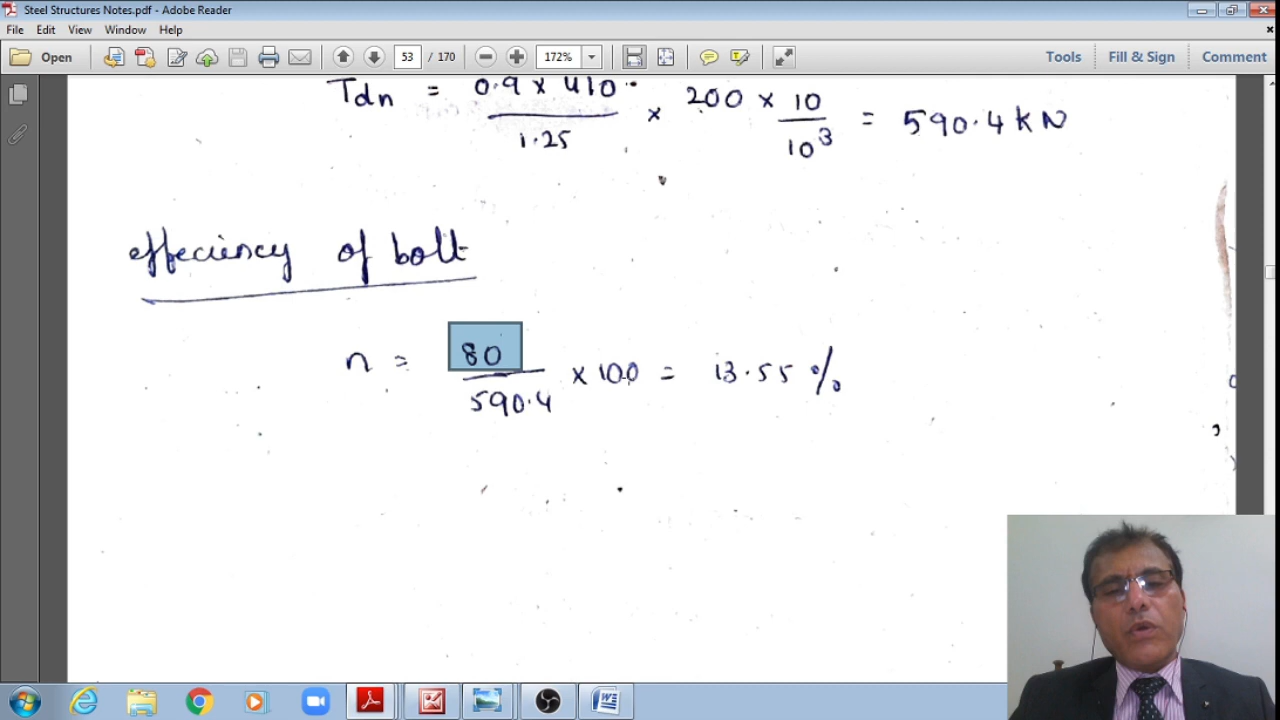 Steel Structures Notes.pdf - Adobe Reader
File Edit View Window Help
Open 53 / 170 172% Tools Fill & Sign Comment
Tdn = 0.9 x 410 / 1.25 x 200 x 10 / 10³ = 590.4 kN
effeciency of bolt
n = 80 / 590.4 x 100 = 13.55 %